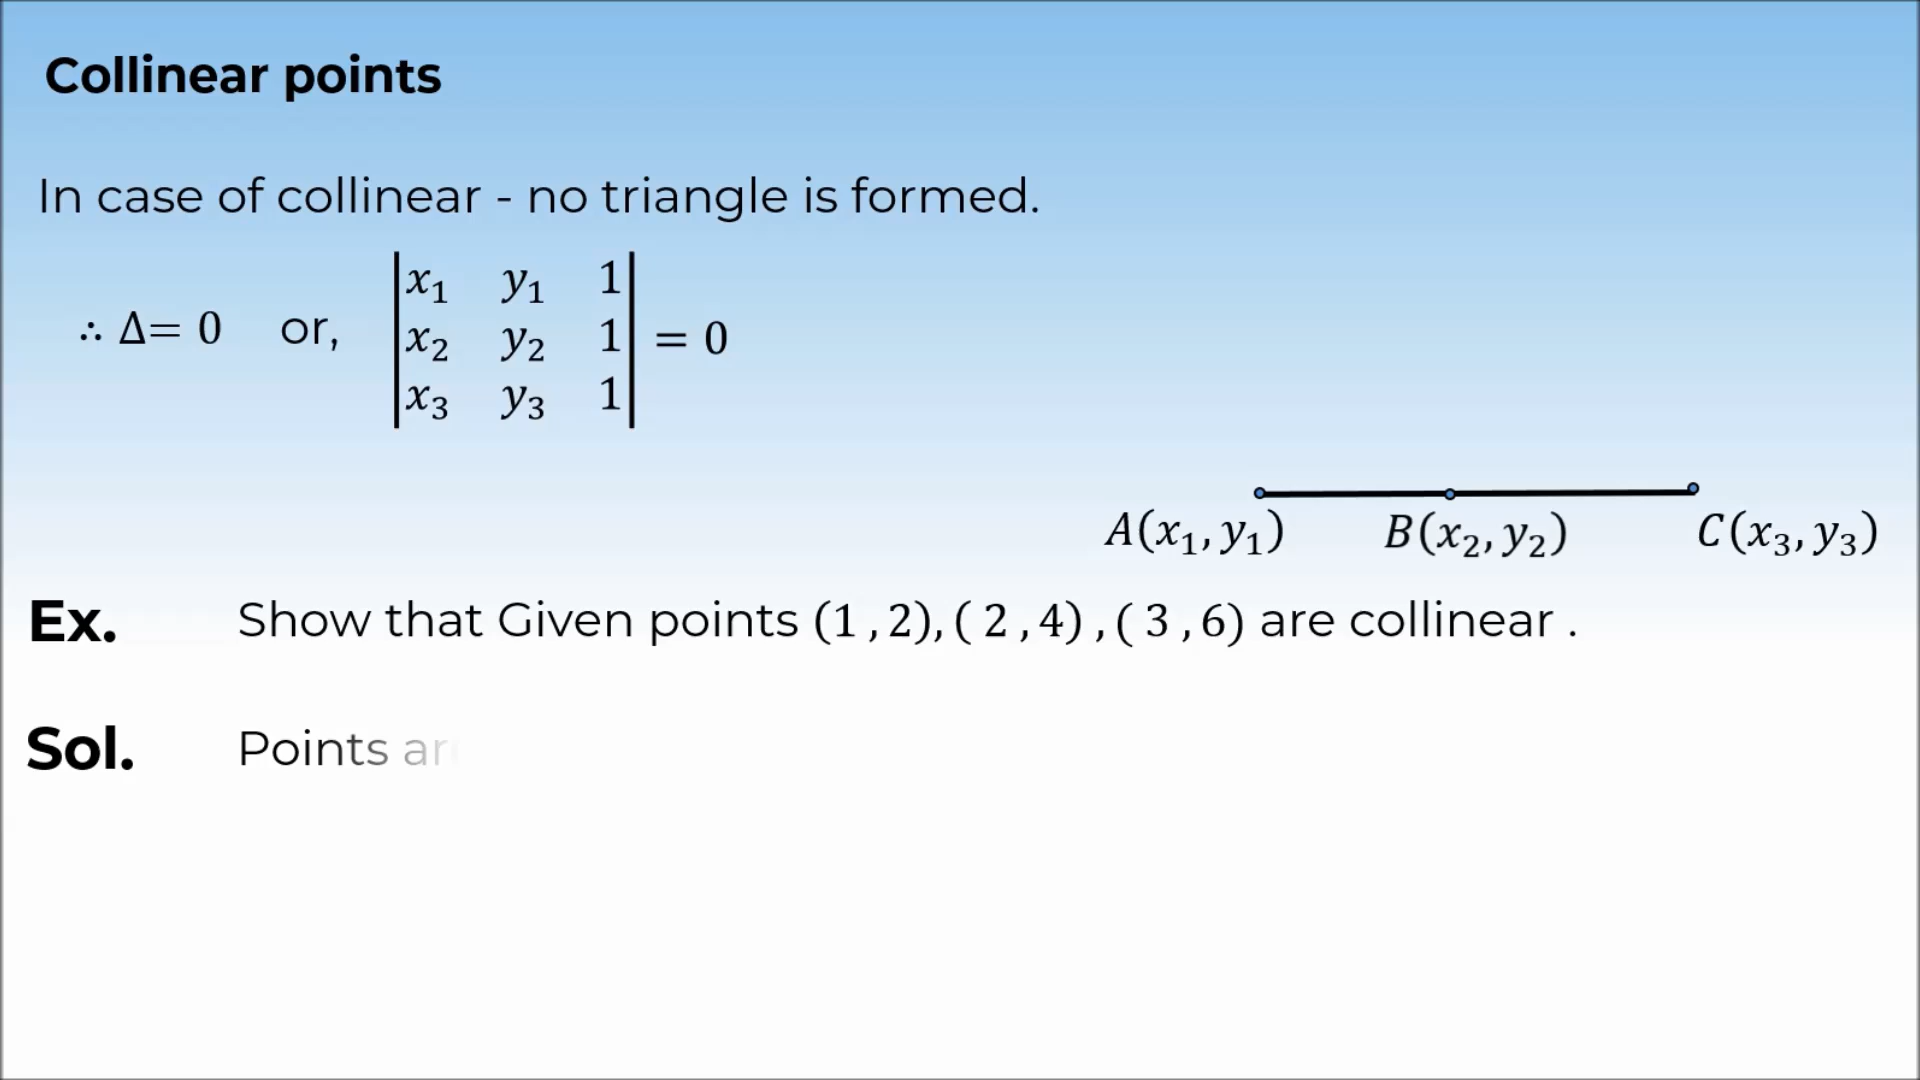 Collinear points
In case of collinear - no triangle is formed.
∴ Δ= 0 or, |x₁ y₁ 1|
|x₂ y₂ 1| = 0
|x₃ y₃ 1|
A(x₁, y₁) B(x₂, y₂) C(x₃, y₃)
Ex. Show that Given points (1 , 2), ( 2 , 4) , ( 3 , 6) are collinear .
Sol. Points